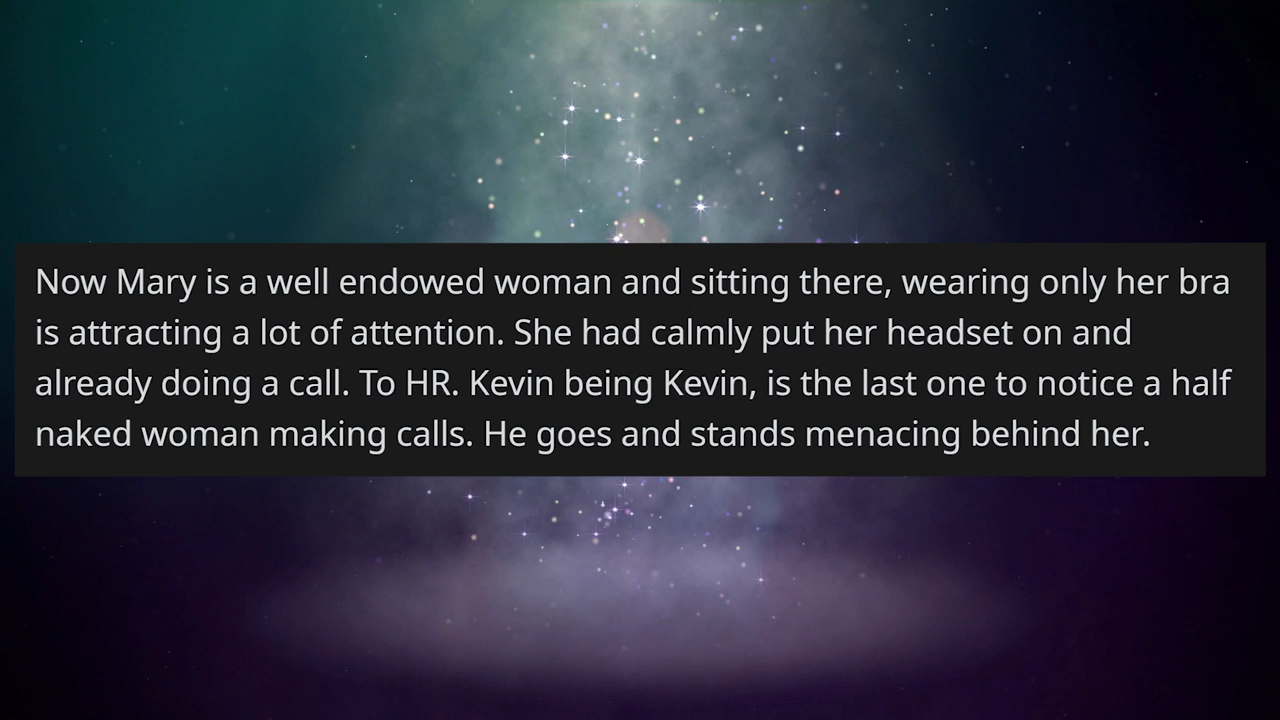 Now Mary is a well endowed woman and sitting there, wearing only her bra
is attracting a lot of attention. She had calmly put her headset on and
already doing a call. To HR. Kevin being Kevin, is the last one to notice a half
naked woman making calls. He goes and stands menacing behind her.